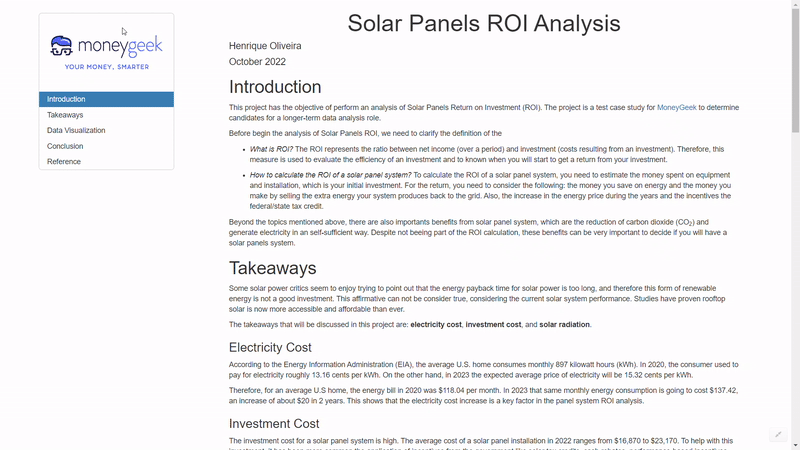 moneygeek
YOUR MONEY, SMARTER
Introduction
Takeaways
Data Visualization
Conclusion
Reference
Solar Panels ROI Analysis
Henrique Oliveira
October 2022
Introduction
This project has the objective of perform an analysis of Solar Panels Return on Investment (ROI). The project is a test case study for MoneyGeek to determine
candidates for a longer-term data analysis role.
Before begin the analysis of Solar Panels ROI, we need to clarify the definition of the
• What is ROI? The ROI represents the ratio between net income (over a period) and investment (costs resulting from an investment). Therefore, this
measure is used to evaluate the efficiency of an investment and to known when you will start to get a return from your investment.
• How to calculate the ROI of a solar panel system? To calculate the ROI of a solar panel system, you need to estimate the money spent on equipment
and installation, which is your initial investment. For the return, you need to consider the following: the money you save on energy and the money you
make by selling the extra energy your system produces back to the grid. Also, the increase in the energy price during the years and the incentives the
federal/state tax credit.
Beyond the topics mentioned above, there are also importants benefits from solar panel system, which are the reduction of carbon dioxide (CO2) and
generate electricity in an self-sufficient way. Despite not beeing part of the ROI calculation, these benefits can be very important to decide if you will have a
solar panels system.
Takeaways
Some solar power critics seem to enjoy trying to point out that the energy payback time for solar power is too long, and therefore this form of renewable
energy is not a good investment. This affirmative can not be consider true, considering the current solar system performance. Studies have proven rooftop
solar is now more accessible and affordable than ever.
The takeaways that will be discussed in this project are: electricity cost, investment cost, and solar radiation.
Electricity Cost
According to the Energy Information Administration (EIA), the average U.S. home consumes monthly 897 kilowatt hours (kWh). In 2020, the consumer used to
pay for electricity roughly 13.16 cents per kWh. On the other hand, in 2023 the expected average price of electricity will be 15.32 cents per kWh.
Therefore, for an average U.S home, the energy bill in 2020 was $118.04 per month. In 2023 that same monthly energy consumption is going to cost $137.42,
an increase of about $20 in 2 years. This shows that the electricity cost increase is a key factor in the panel system ROI analysis.
Investment Cost
The investment cost for a solar panel system is high. The average cost of a solar panel installation in 2022 ranges from $16,870 to $23,170. To help with this